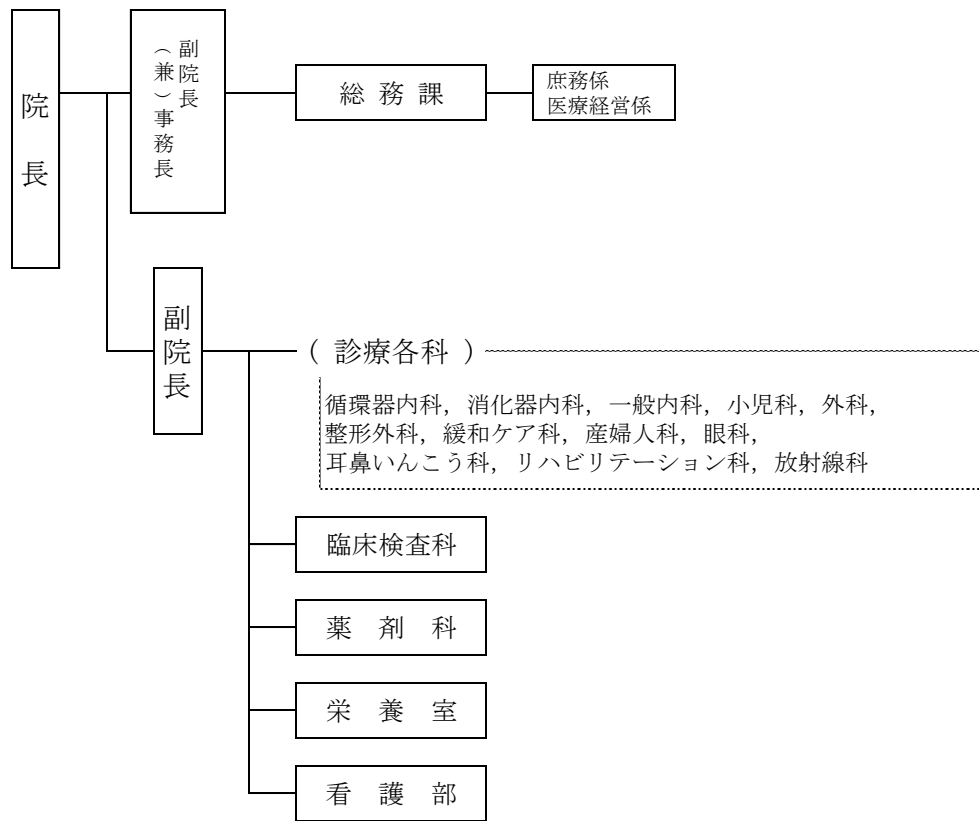 院長
副院長
（兼）事務長
総務課
庶務係
医療経営係
副院長
（診療各科）
循環器内科，消化器内科，一般内科，小児科，外科，
整形外科，緩和ケア科，産婦人科，眼科，
耳鼻いんこう科，リハビリテーション科，放射線科
臨床検査科
薬剤科
栄養室
看護部